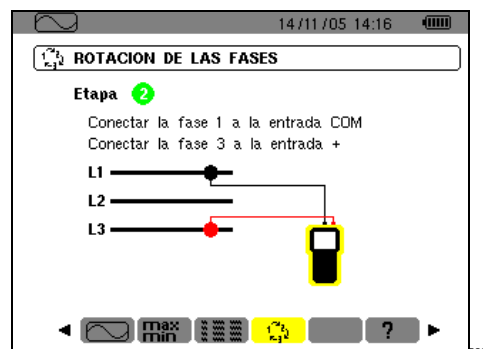 14/11/05 14:16
ROTACION DE LAS FASES
Etapa 2
Conectar la fase 1 a la entrada COM
Conectar la fase 3 a la entrada +
L1
L2
L3
max
min
?